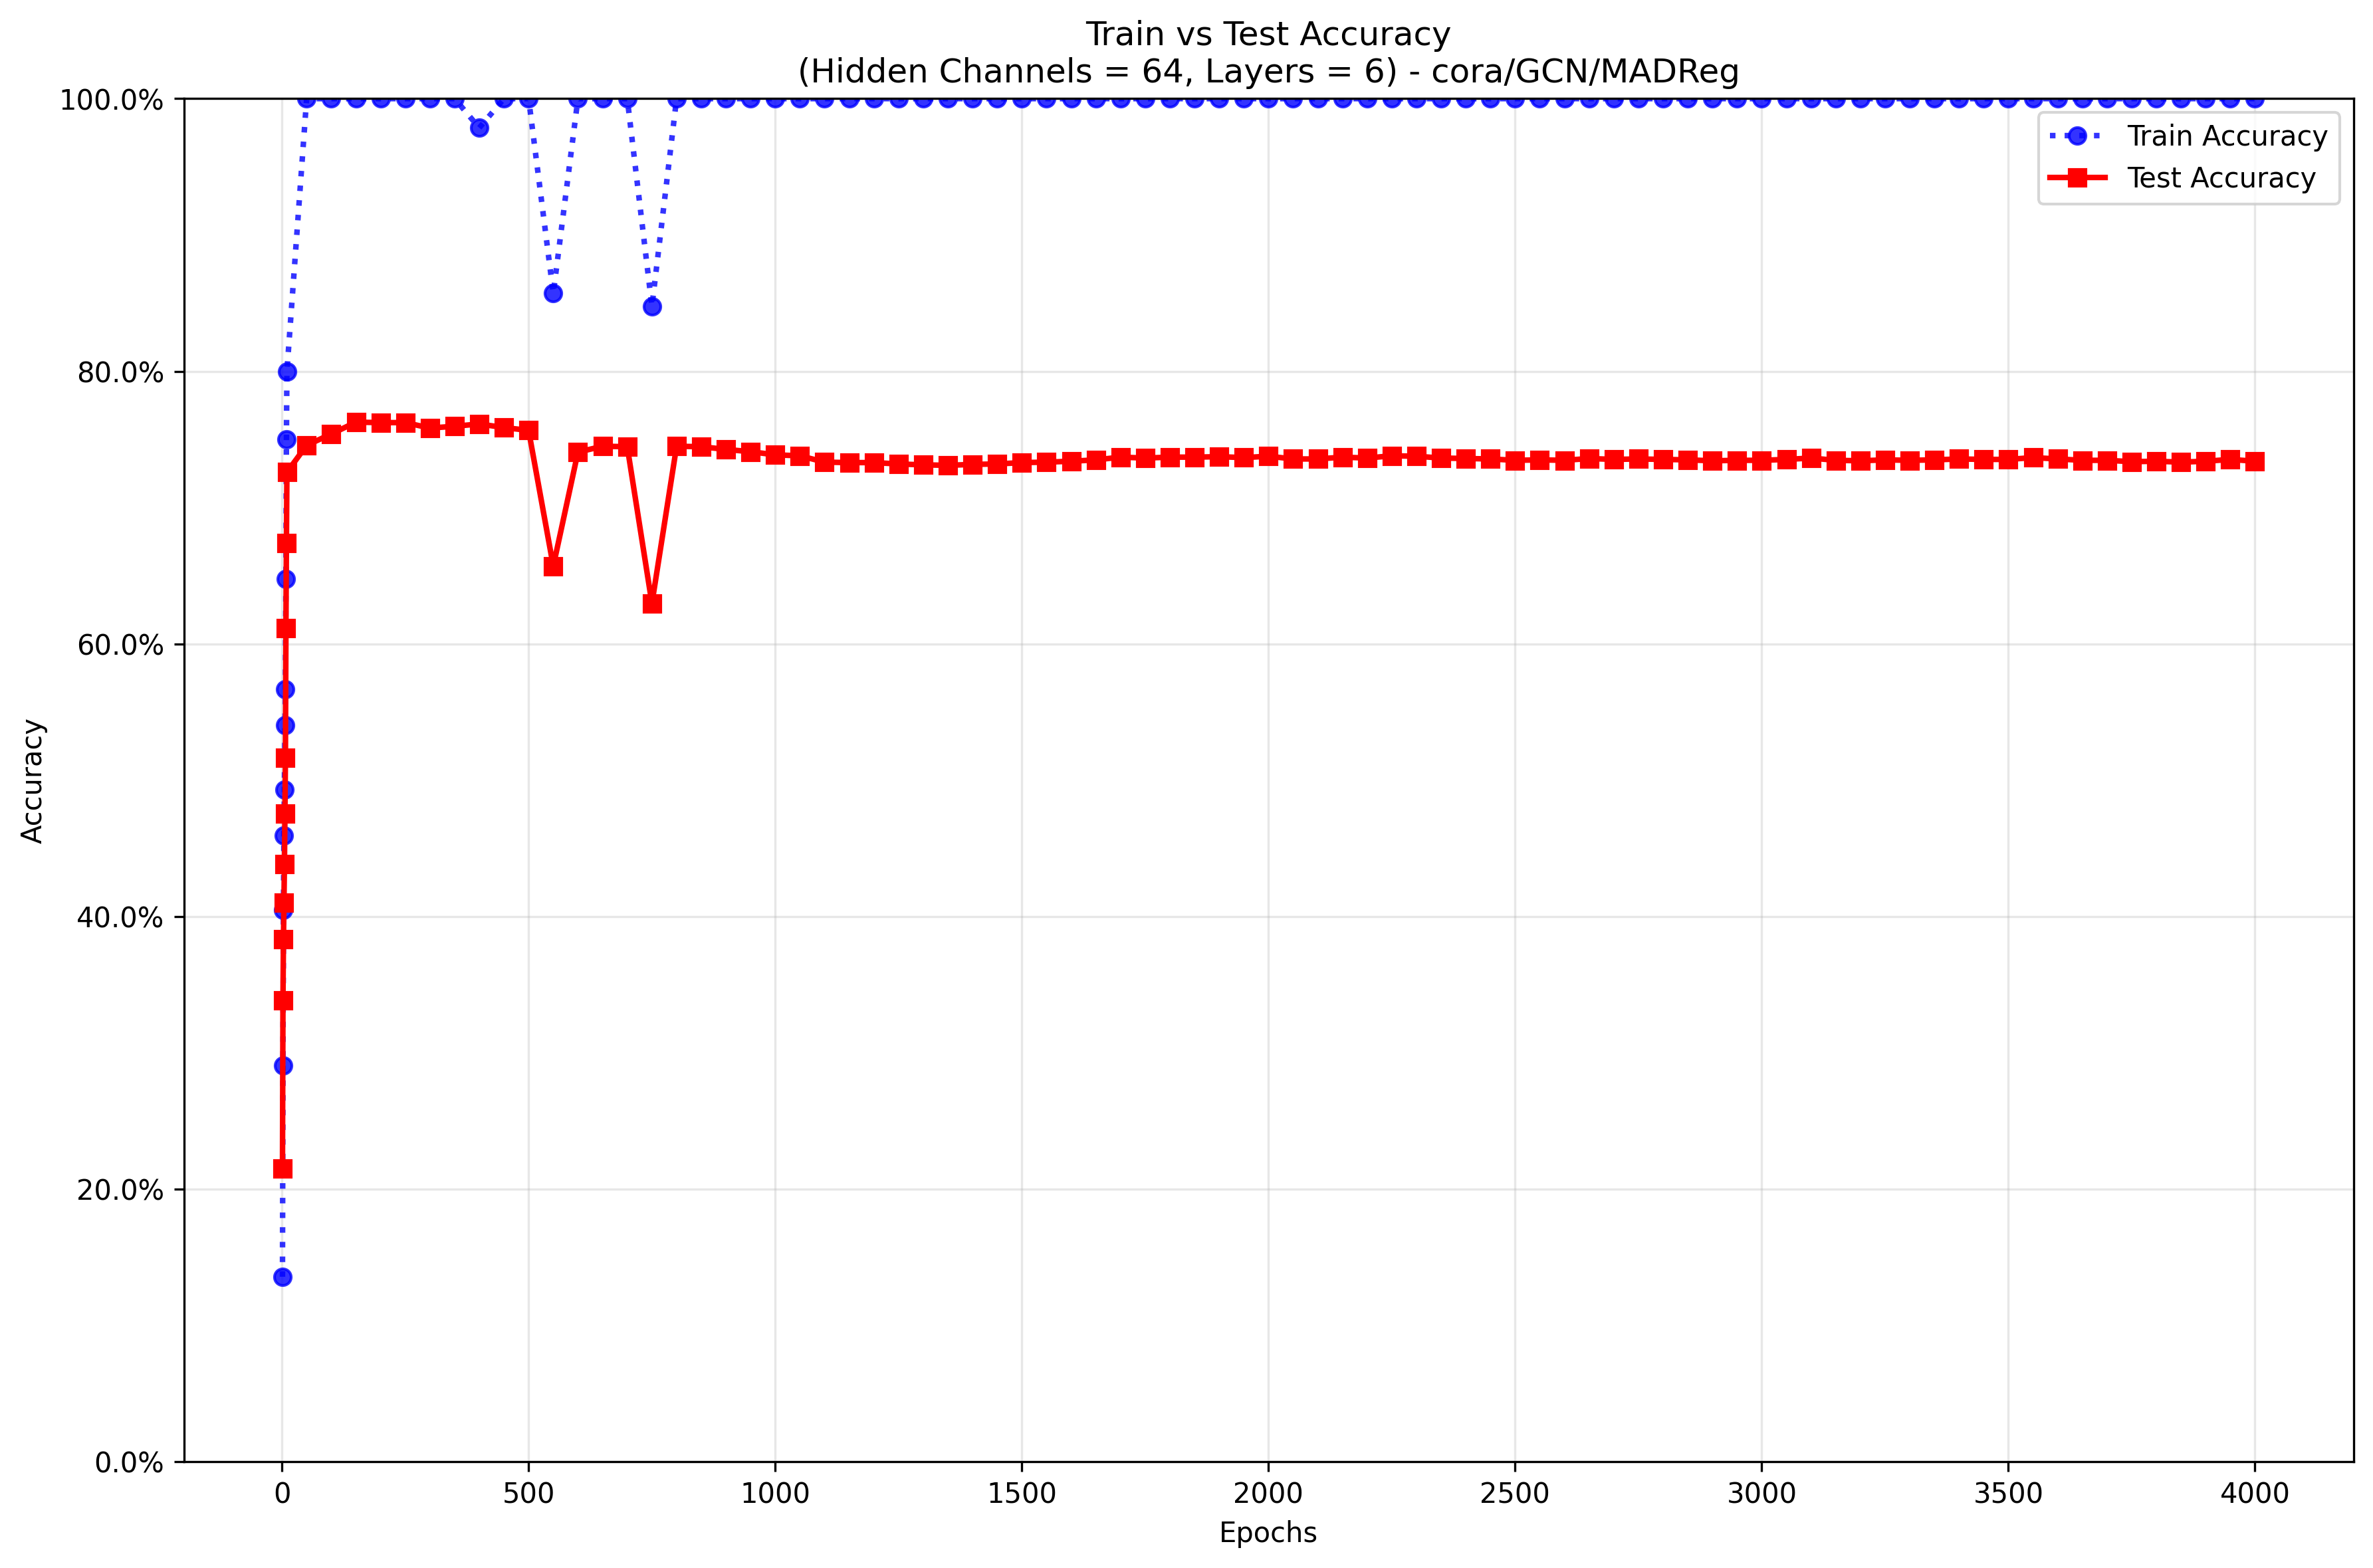 Train vs Test Accuracy
(Hidden Channels = 64, Layers = 6) - cora/GCN/MADReg
100.0%
80.0%
60.0%
40.0%
20.0%
0.0%
Accuracy
Train Accuracy
Test Accuracy
0 500 1000 1500 2000 2500 3000 3500 4000
Epochs